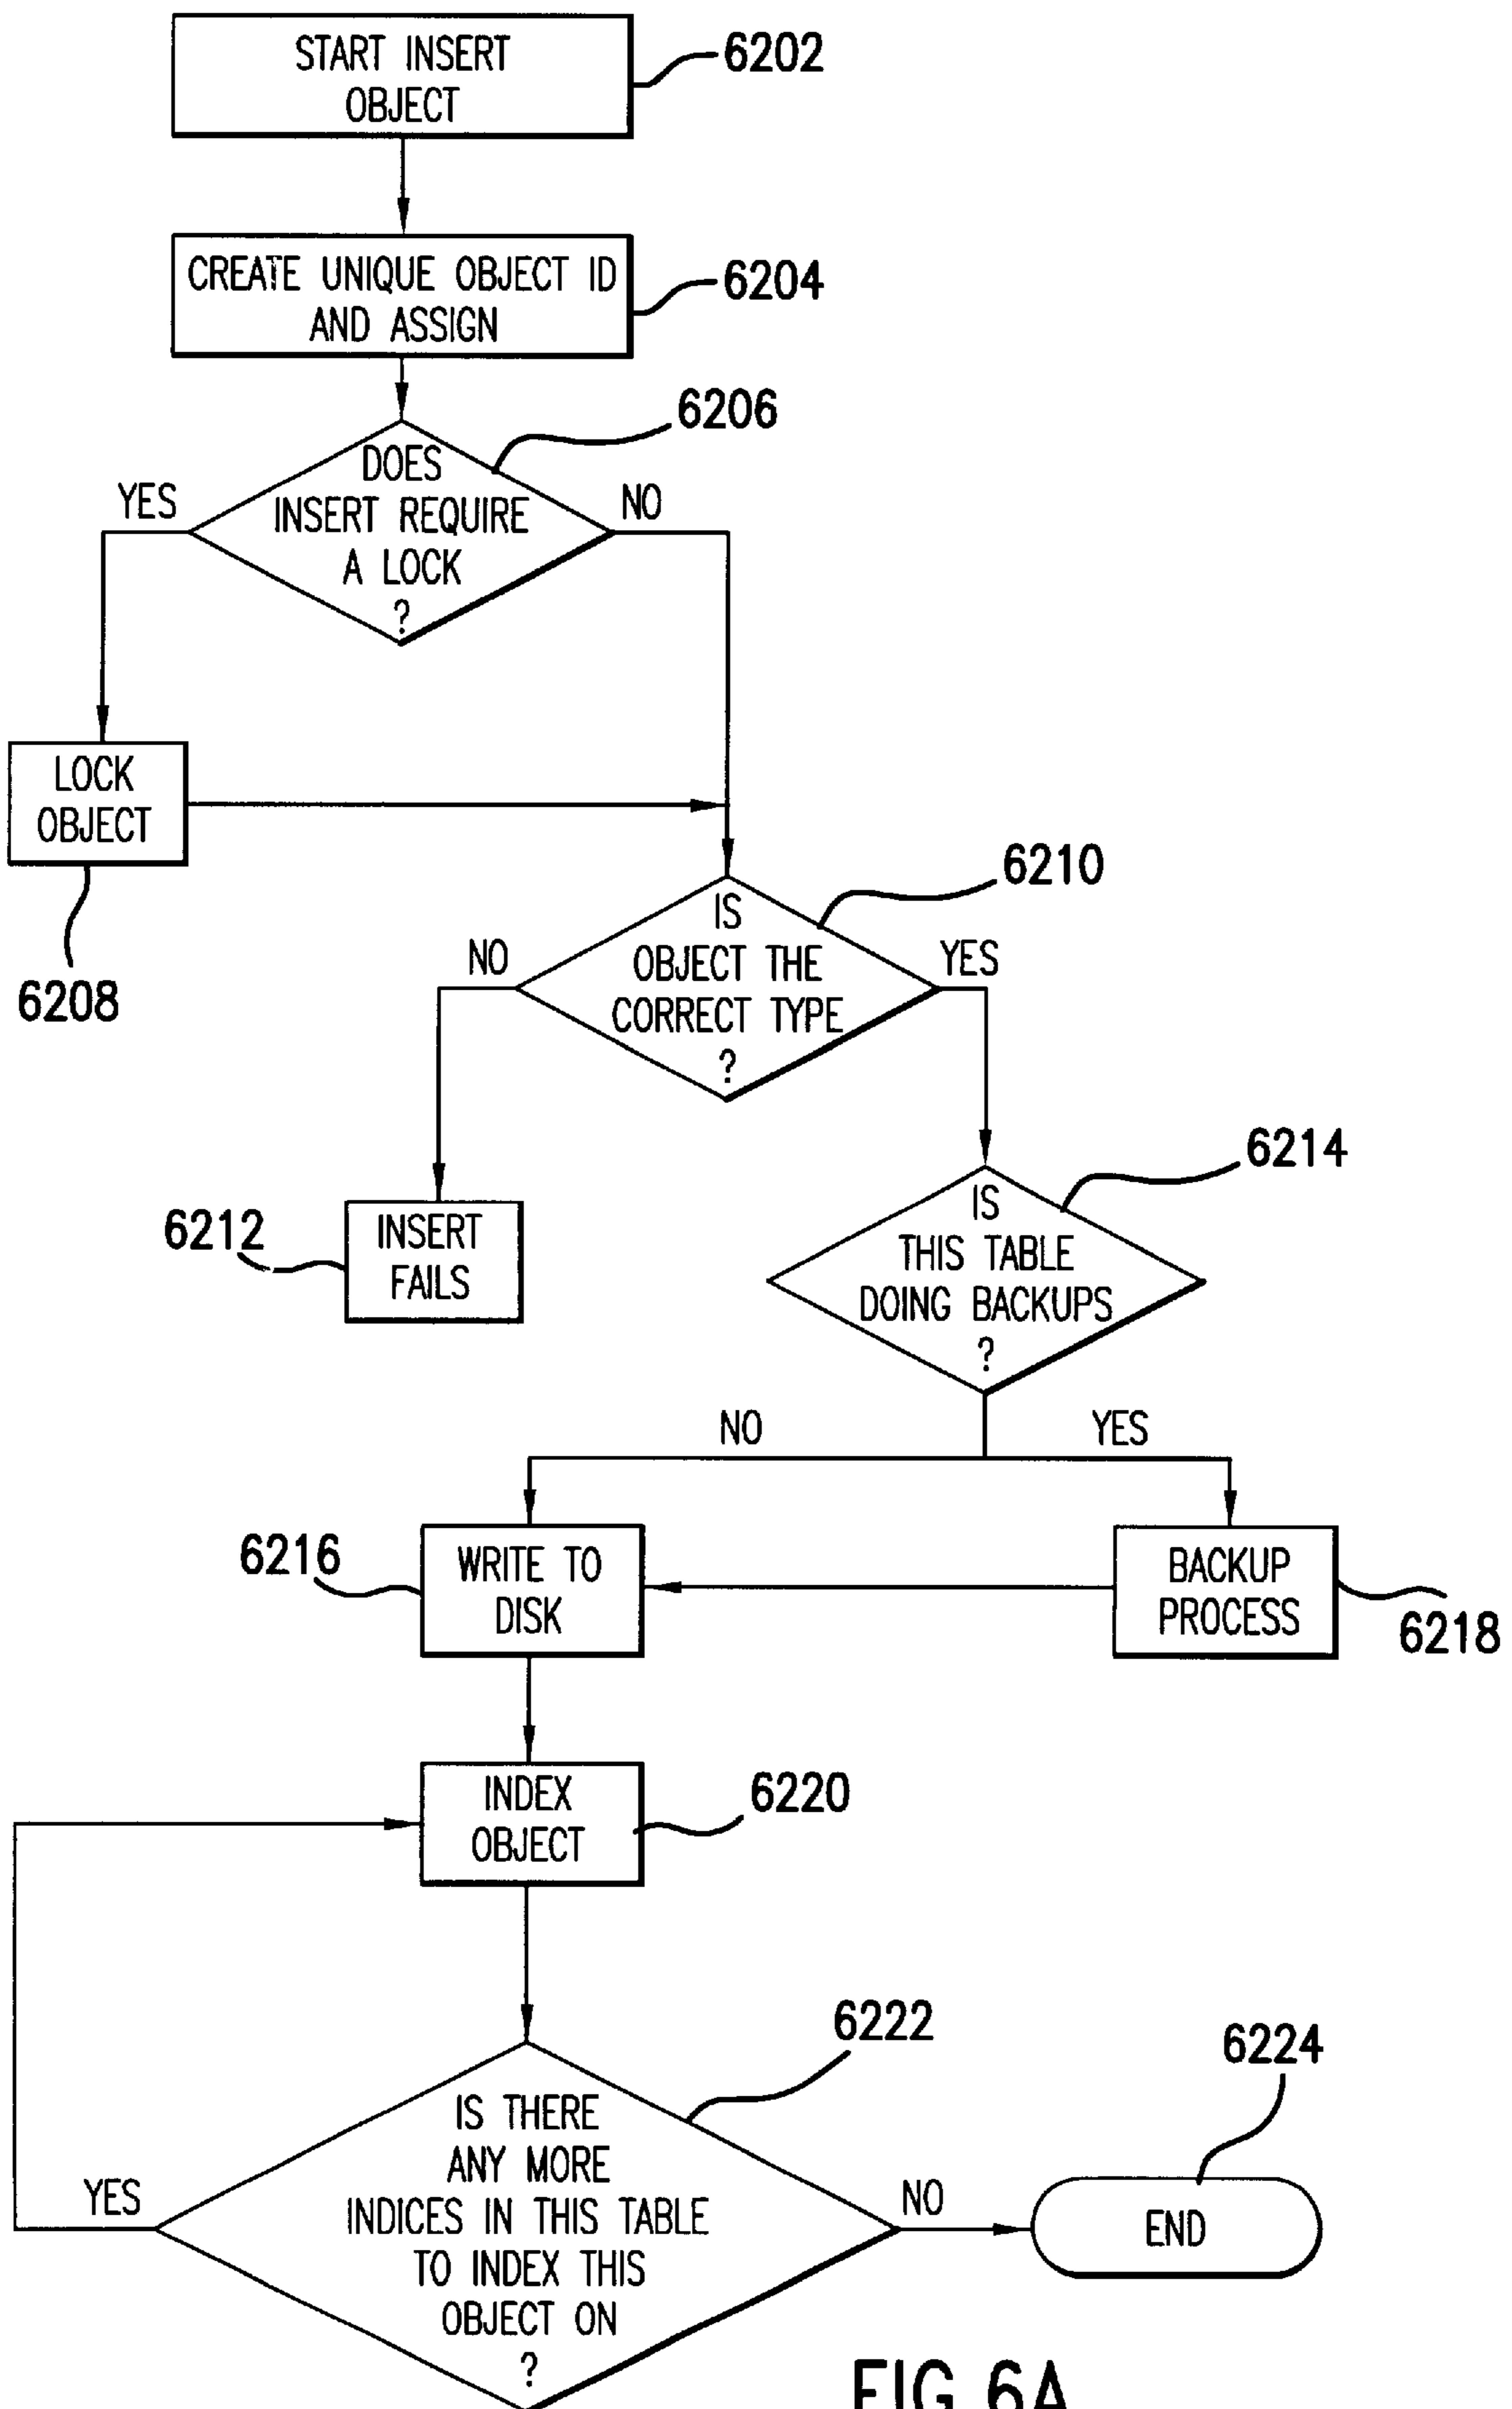 START INSERT
OBJECT
6202
CREATE UNIQUE OBJECT ID
AND ASSIGN
6204
6206
DOES
INSERT REQUIRE
A LOCK
?
YES
NO
LOCK
OBJECT
6208
6210
IS
OBJECT THE
CORRECT TYPE
?
NO
YES
6212
INSERT
FAILS
6214
IS
THIS TABLE
DOING BACKUPS
?
NO
YES
6216
WRITE TO
DISK
BACKUP
PROCESS
6218
INDEX
OBJECT
6220
6222
IS THERE
ANY MORE
INDICES IN THIS TABLE
TO INDEX THIS
OBJECT ON
?
YES
NO
6224
END
FIG.6A